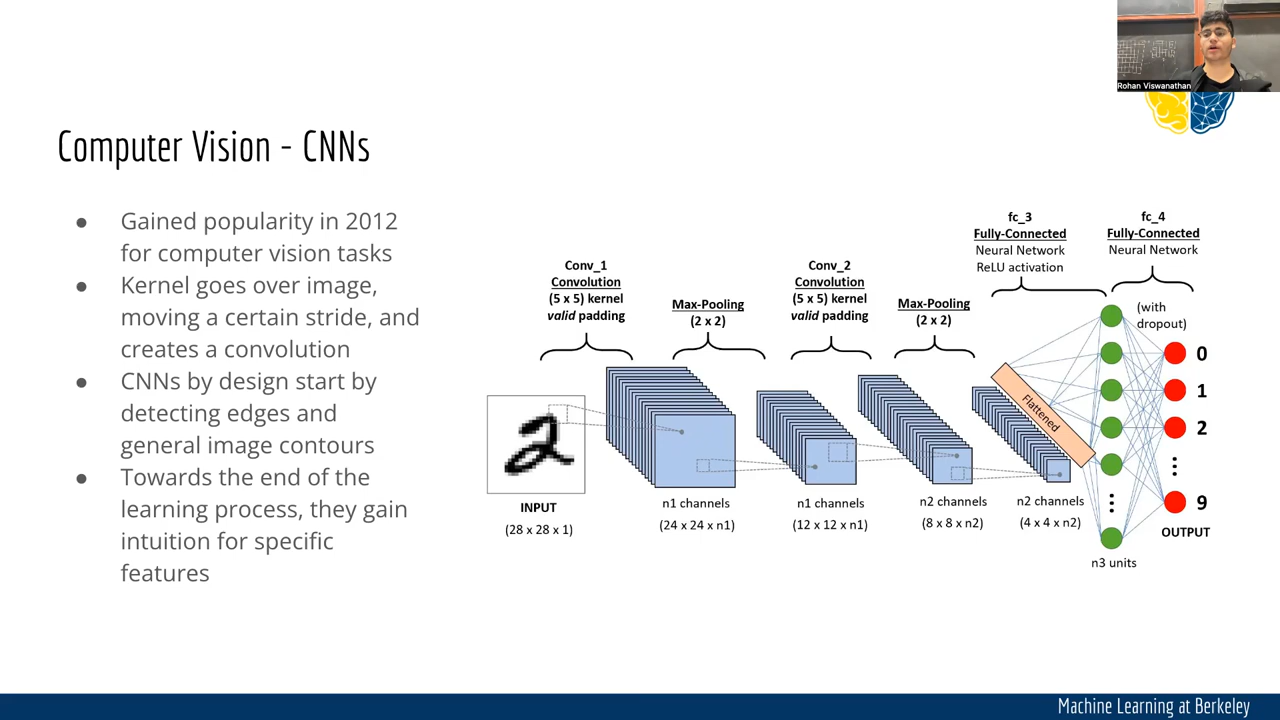 Rohan Viswanathan
Computer Vision - CNNs
● Gained popularity in 2012
for computer vision tasks
● Kernel goes over image,
moving a certain stride, and
creates a convolution
● CNNs by design start by
detecting edges and
general image contours
● Towards the end of the
learning process, they gain
intuition for specific
features
Conv_1
Convolution
(5 x 5) kernel
valid padding
Max-Pooling
(2 x 2)
Conv_2
Convolution
(5 x 5) kernel
valid padding
Max-Pooling
(2 x 2)
fc_3
Fully-Connected
Neural Network
ReLU activation
fc_4
Fully-Connected
Neural Network
(with
dropout)
2
INPUT
(28 x 28 x 1)
n1 channels
(24 x 24 x n1)
n1 channels
(12 x 12 x n1)
n2 channels
(8 x 8 x n2)
n2 channels
(4 x 4 x n2)
Flattened
n3 units
0
1
2
9
OUTPUT
Machine Learning at Berkeley